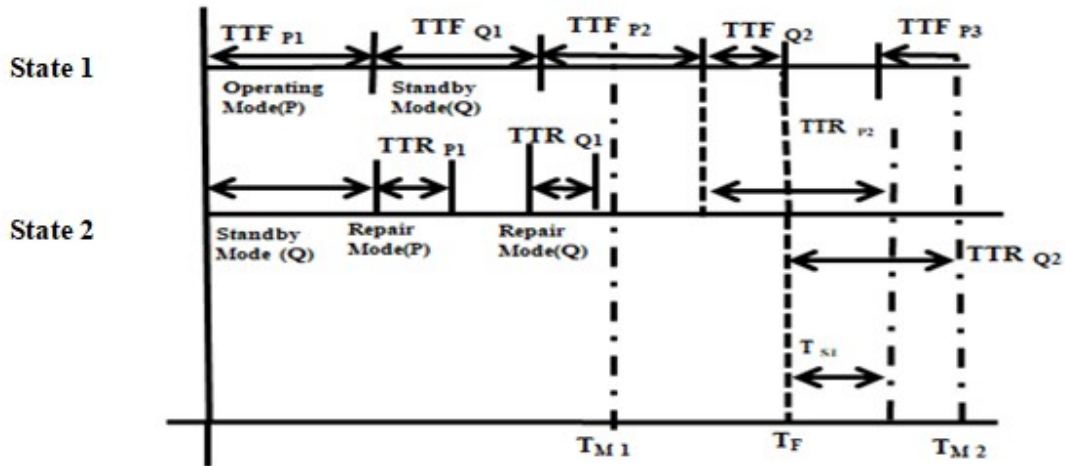 TTF P1 TTF Q1 TTF P2 TTF Q2 TTF P3
State 1
Operating Mode(P)
Standby Mode(Q)
TTR P1 TTR Q1 TTR P2
State 2
Standby Mode (Q)
Repair Mode(P)
Repair Mode(Q)
TTR Q2
T S1
T M 1 T F T M 2